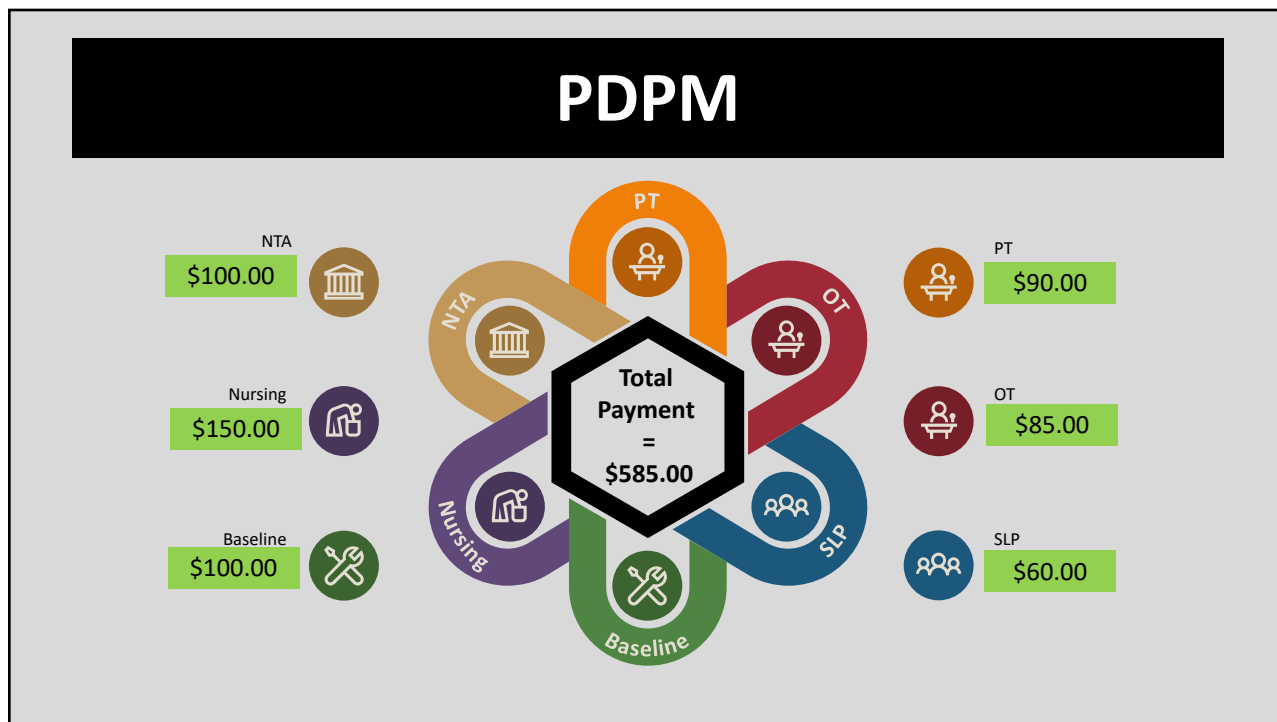 PDPM
NTA
$100.00
Nursing
$150.00
Baseline
$100.00
PT
OT
SLP
Baseline
Nursing
NTA
Total
Payment
=
$585.00
PT
$90.00
OT
$85.00
SLP
$60.00